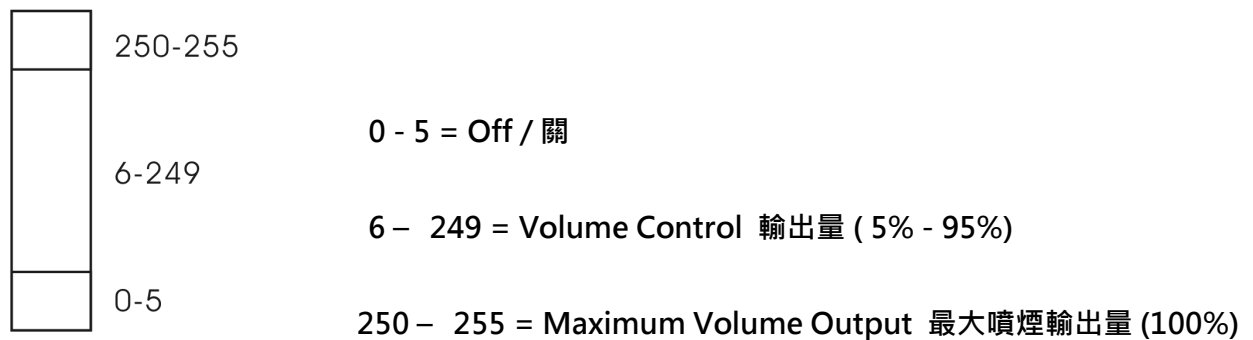 250-255
0 - 5 = Off / 關
6-249
6 – 249 = Volume Control 輸出量 ( 5% - 95%)
0-5
250 – 255 = Maximum Volume Output 最大噴煙輸出量 (100%)